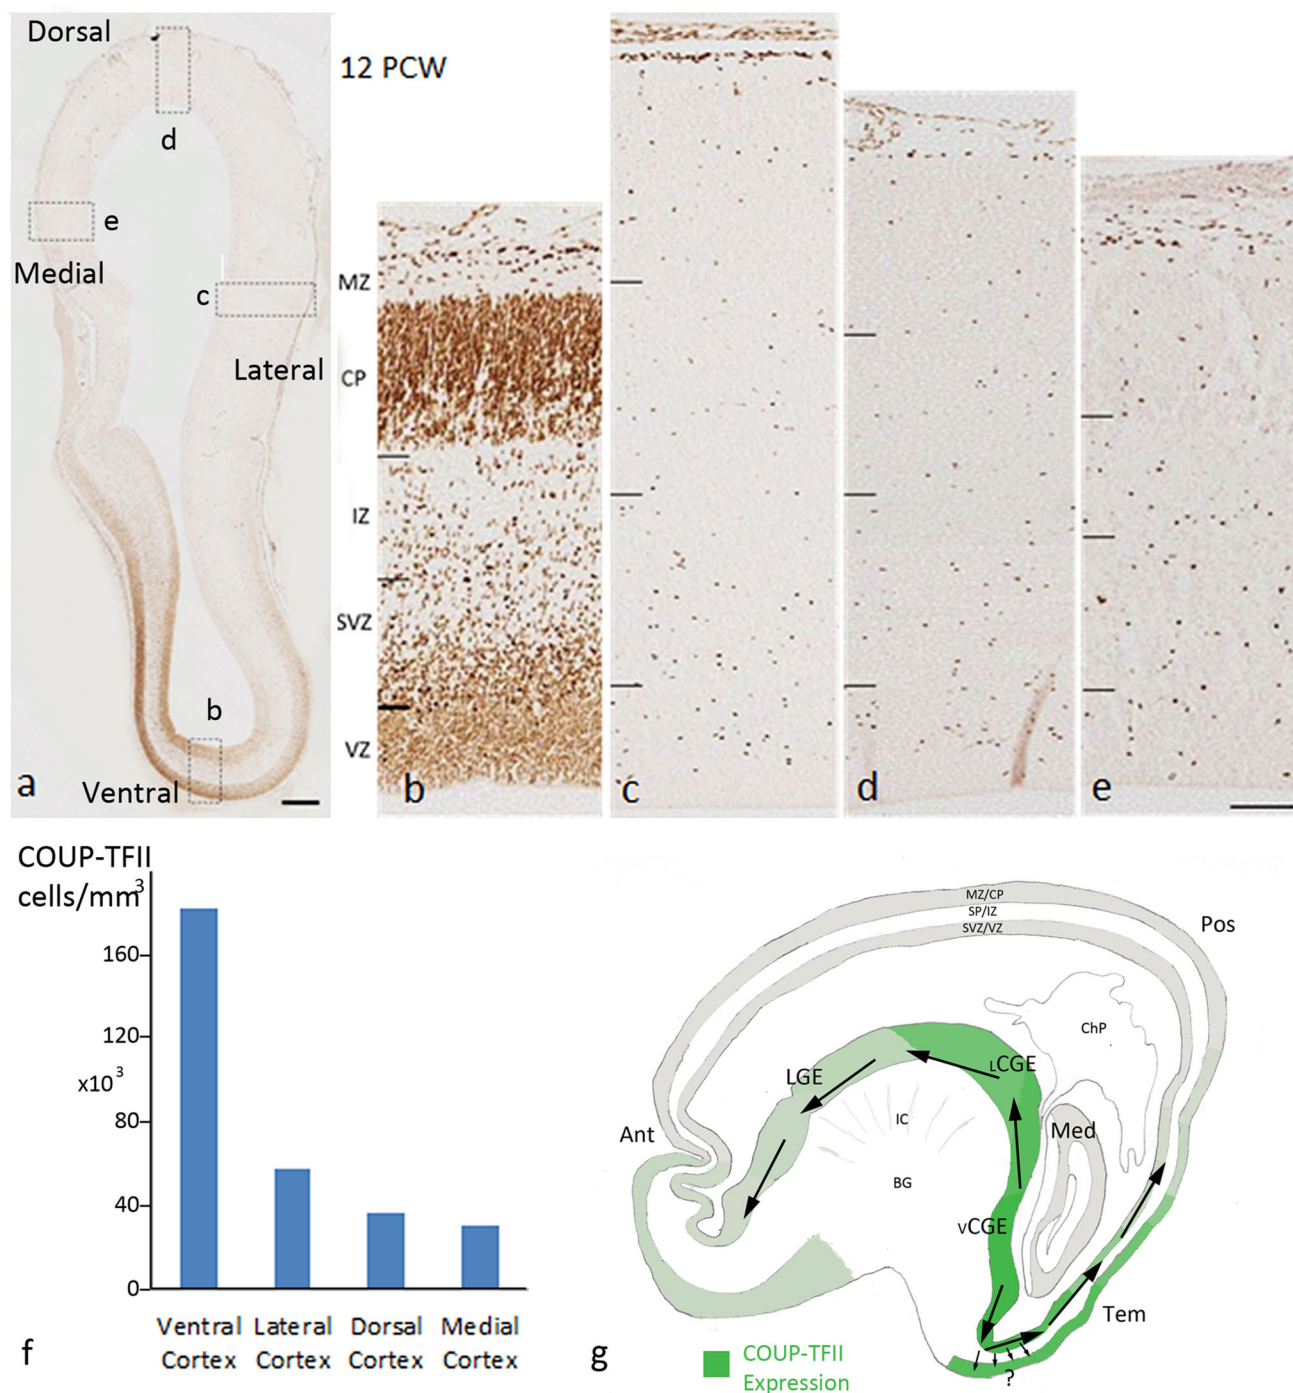 Dorsal
12 PCW
d
e
Medial
c
Lateral
b
Ventral
a
MZ
CP
IZ
SVZ
VZ
b
c
d
e
COUP-TFII
cells/mm3
160
120
x103
80
40
0
Ventral Cortex
Lateral Cortex
Dorsal Cortex
Medial Cortex
f
MZ/CP
SP/IZ
SVZ/VZ
Pos
ChP
LCGE
LGE
IC
Med
Ant
BG
VCGE
Tem
?
g
COUP-TFII
Expression